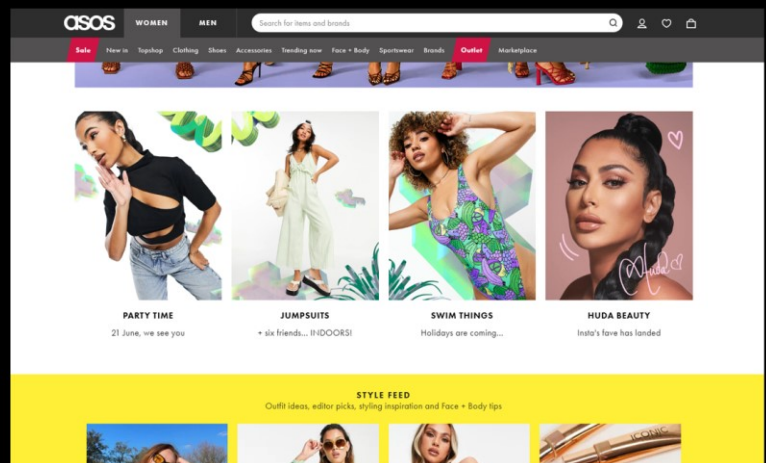 asos
WOMEN
MEN
Search for items and brands
Sale
New in
Topshop
Clothing
Shoes
Accessories
Trending now
Face + Body
Sportswear
Brands
Outlet
Marketplace
Huda
PARTY TIME
21 June, we see you
JUMPSUITS
+ six friends... INDOORS!
SWIM THINGS
Holidays are coming...
HUDA BEAUTY
Insta's fave has landed
STYLE FEED
Outfit ideas, editor picks, styling inspiration and Face + Body tips
ICONIC